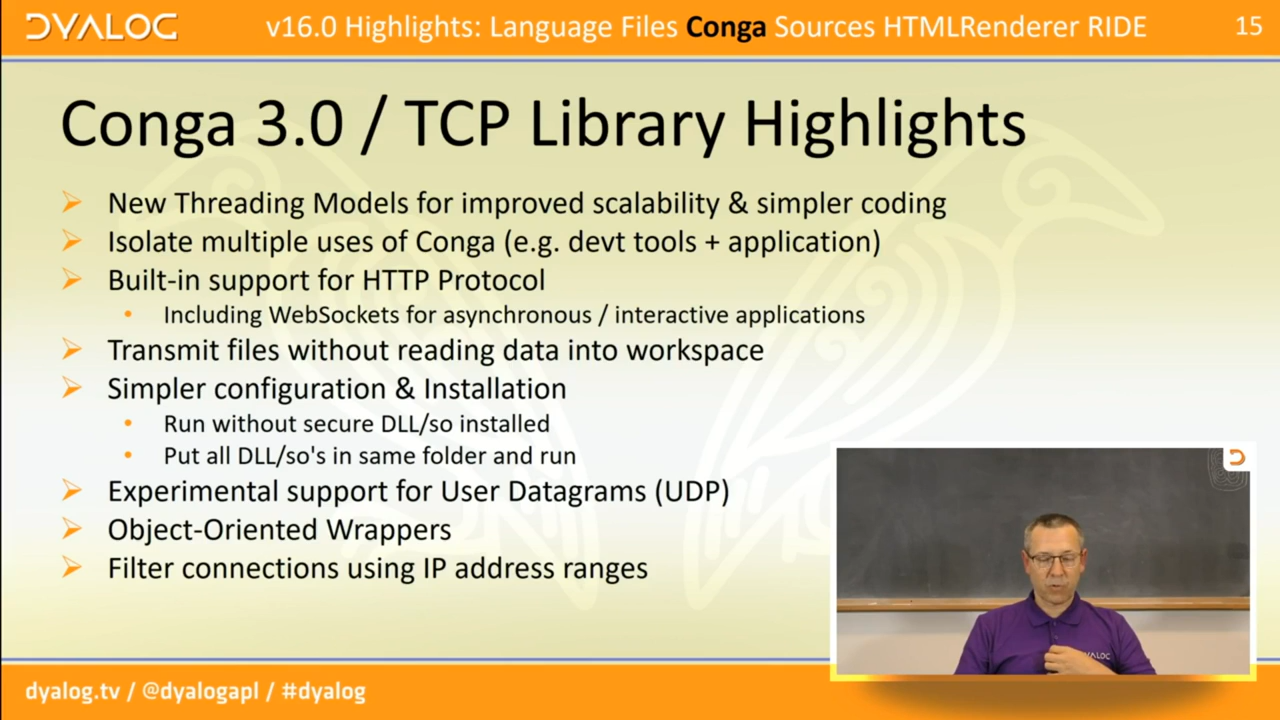 DYALOG
v16.0 Highlights: Language Files Conga Sources HTMLRenderer RIDE
15
Conga 3.0 / TCP Library Highlights
New Threading Models for improved scalability & simpler coding
Isolate multiple uses of Conga (e.g. devt tools + application)
Built-in support for HTTP Protocol
Including WebSockets for asynchronous / interactive applications
Transmit files without reading data into workspace
Simpler configuration & Installation
Run without secure DLL/so installed
Put all DLL/so's in same folder and run
Experimental support for User Datagrams (UDP)
Object-Oriented Wrappers
Filter connections using IP address ranges
DYALOG
dyalog.tv / @dyalogapl / #dyalog